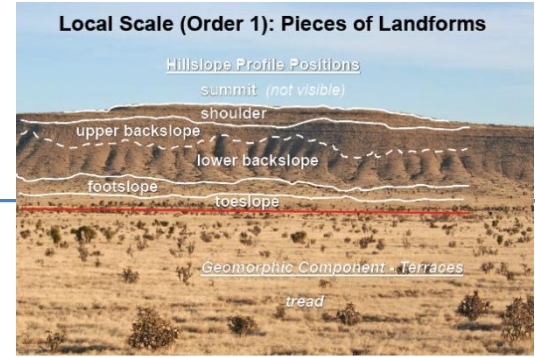 Local Scale (Order 1): Pieces of Landforms
Hillslope Profile Positions
summit (not visible)
shoulder
upper backslope
lower backslope
footslope
toeslope
Geomorphic Component - Terraces
tread